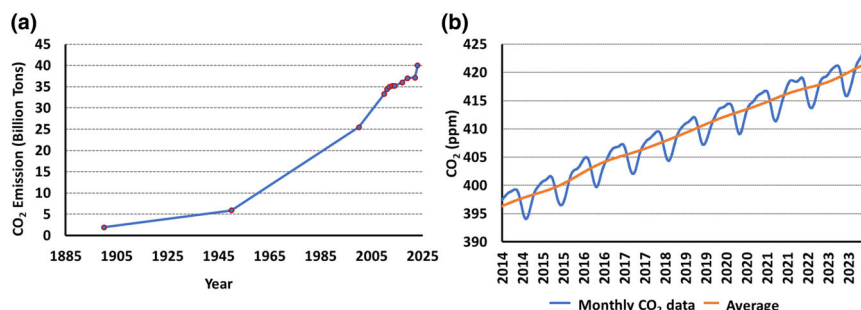 (a)
CO2 Emission (Billion Tons)
45
40
35
30
25
20
15
10
5
0
1885 1905 1925 1945 1965 1985 2005 2025
Year
(b)
CO2 (ppm)
425
420
415
410
405
400
395
390
2014 2014 2015 2015 2016 2016 2017 2017 2018 2019 2019 2020 2020 2021 2021 2022 2023 2023
Monthly CO2 data Average